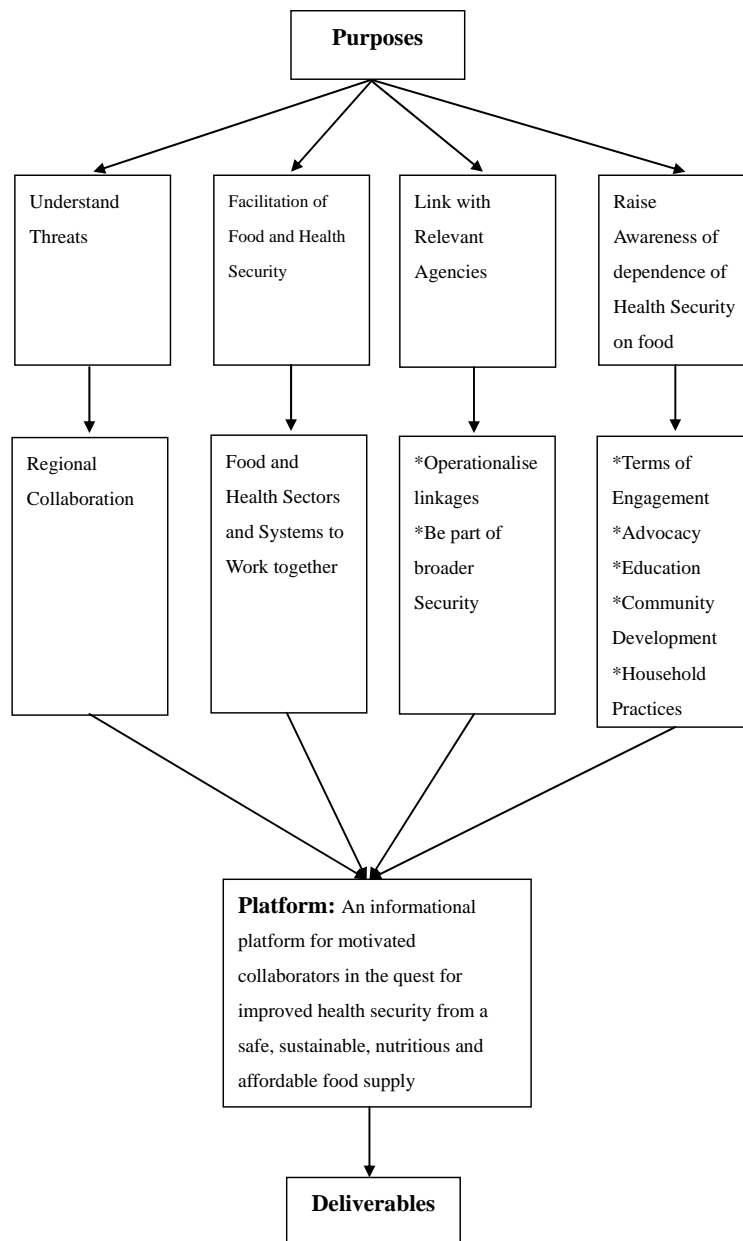 Purposes
Understand
Threats
Facilitation of
Food and Health
Security
Link with
Relevant
Agencies
Raise
Awareness of
dependence of
Health Security
on food
Regional
Collaboration
Food and
Health Sectors
and Systems to
Work together
*Operationalise
linkages
*Be part of
broader
Security
*Terms of
Engagement
*Advocacy
*Education
*Community
Development
*Household
Practices
Platform: An informational
platform for motivated
collaborators in the quest for
improved health security from a
safe, sustainable, nutritious and
affordable food supply
Deliverables